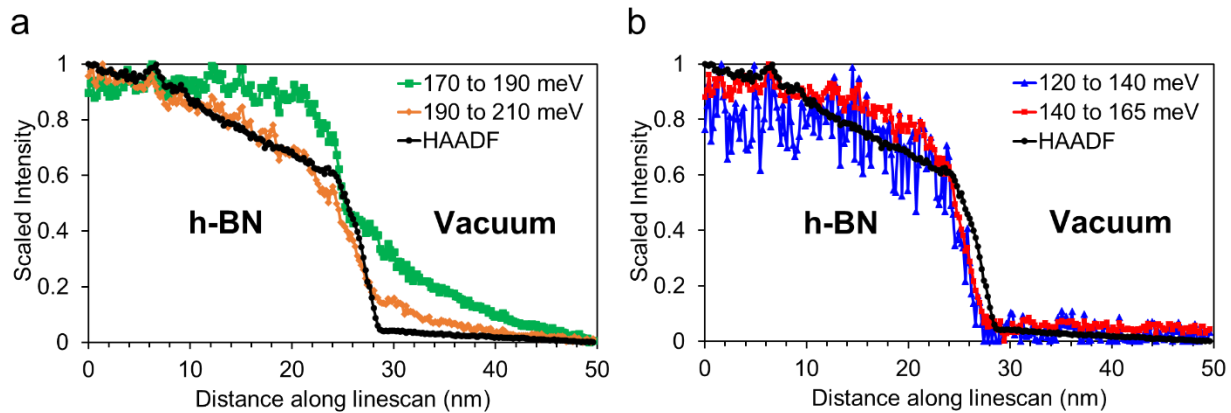 a
1
0.8
0.6
0.4
0.2
0
Scaled Intensity
170 to 190 meV
190 to 210 meV
HAADF
h-BN
Vacuum
0 10 20 30 40 50
Distance along linescan (nm)
b
1
0.8
0.6
0.4
0.2
0
Scaled Intensity
120 to 140 meV
140 to 165 meV
HAADF
h-BN
Vacuum
0 10 20 30 40 50
Distance along linescan (nm)